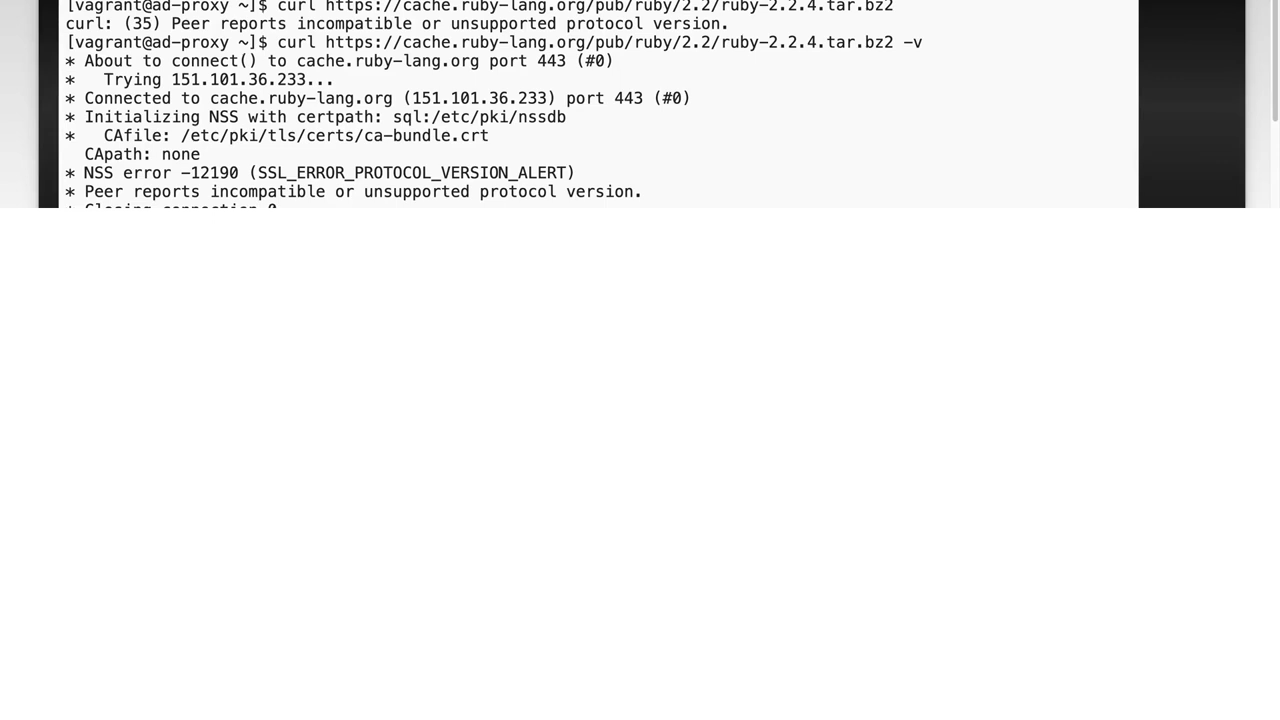 [vagrant@ad-proxy ~]$ curl https://cache.ruby-lang.org/pub/ruby/2.2/ruby-2.2.4.tar.bz2
curl: (35) Peer reports incompatible or unsupported protocol version.
[vagrant@ad-proxy ~]$ curl https://cache.ruby-lang.org/pub/ruby/2.2/ruby-2.2.4.tar.bz2 -v
* About to connect() to cache.ruby-lang.org port 443 (#0)
*   Trying 151.101.36.233...
* Connected to cache.ruby-lang.org (151.101.36.233) port 443 (#0)
* Initializing NSS with certpath: sql:/etc/pki/nssdb
*   CAfile: /etc/pki/tls/certs/ca-bundle.crt
  CApath: none
* NSS error -12190 (SSL_ERROR_PROTOCOL_VERSION_ALERT)
* Peer reports incompatible or unsupported protocol version.
* Closing connection 0